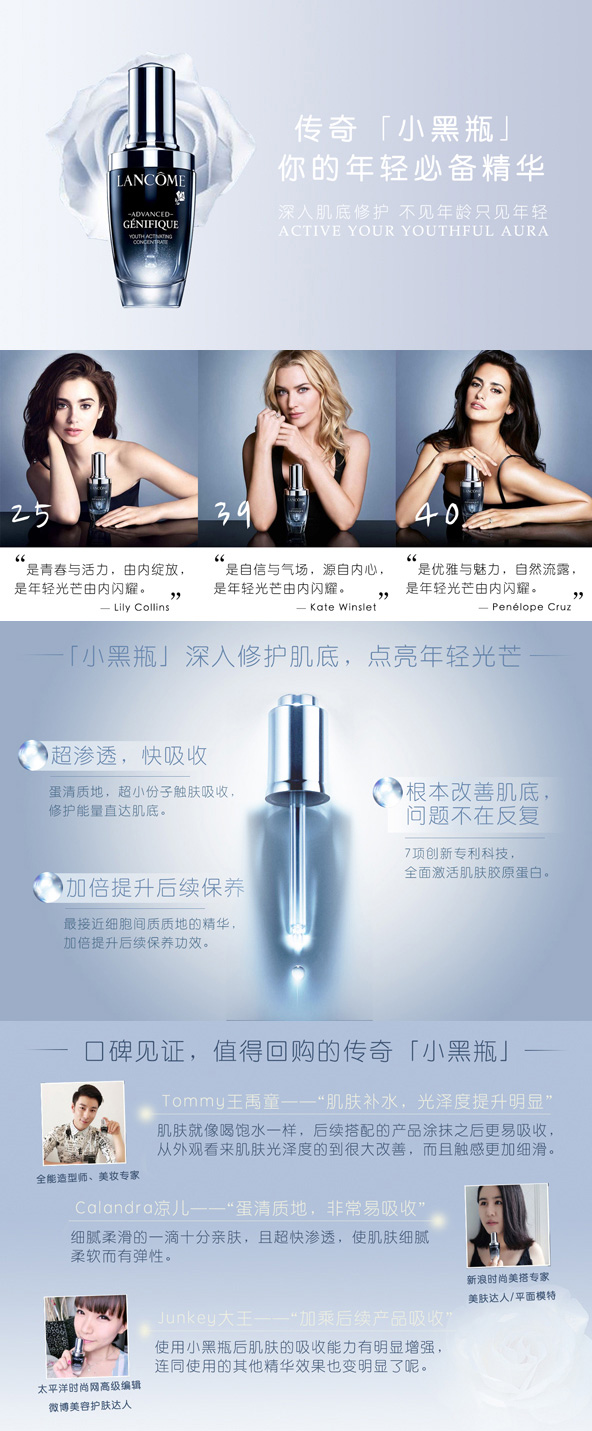 传奇「小黑瓶」
你的年轻必备精华
深入肌底修护 不见年龄只见年轻
ACTIVE YOUR YOUTHFUL AURA
LANCÔME
–ADVANCED–
GÉNIFIQUE
YOUTH ACTIVATING
CONCENTRATE
25
39
40
“是青春与活力，由内绽放，
是年轻光芒由内闪耀。”
— Lily Collins
“是自信与气场，源自内心，
是年轻光芒由内闪耀。”
— Kate Winslet
“是优雅与魅力，自然流露，
是年轻光芒由内闪耀。”
— Penélope Cruz
「小黑瓶」深入修护肌底，点亮年轻光芒
超渗透，快吸收
蛋清质地，超小份子触肤吸收，
修护能量直达肌底。
根本改善肌底，
问题不在反复
7项创新专利科技，
全面激活肌肤胶原蛋白。
加倍提升后续保养
最接近细胞间质质地的精华，
加倍提升后续保养功效。
口碑见证，值得回购的传奇「小黑瓶」
Tommy王禹童——“肌肤补水，光泽度提升明显”
肌肤就像喝饱水一样，后续搭配的产品涂抹之后更易吸收，
从外观看来肌肤光泽度的到很大改善，而且触感更加细滑。
全能造型师、美妆专家
Calandra凉儿——“蛋清质地，非常易吸收”
细腻柔滑的一滴十分亲肤，且超快渗透，使肌肤细腻
柔软而有弹性。
新浪时尚美搭专家
美肤达人/平面模特
Junkey大王——“加乘后续产品吸收”
使用小黑瓶后肌肤的吸收能力有明显增强，
连同使用的其他精华效果也变明显了呢。
太平洋时尚网高级编辑
微博美容护肤达人